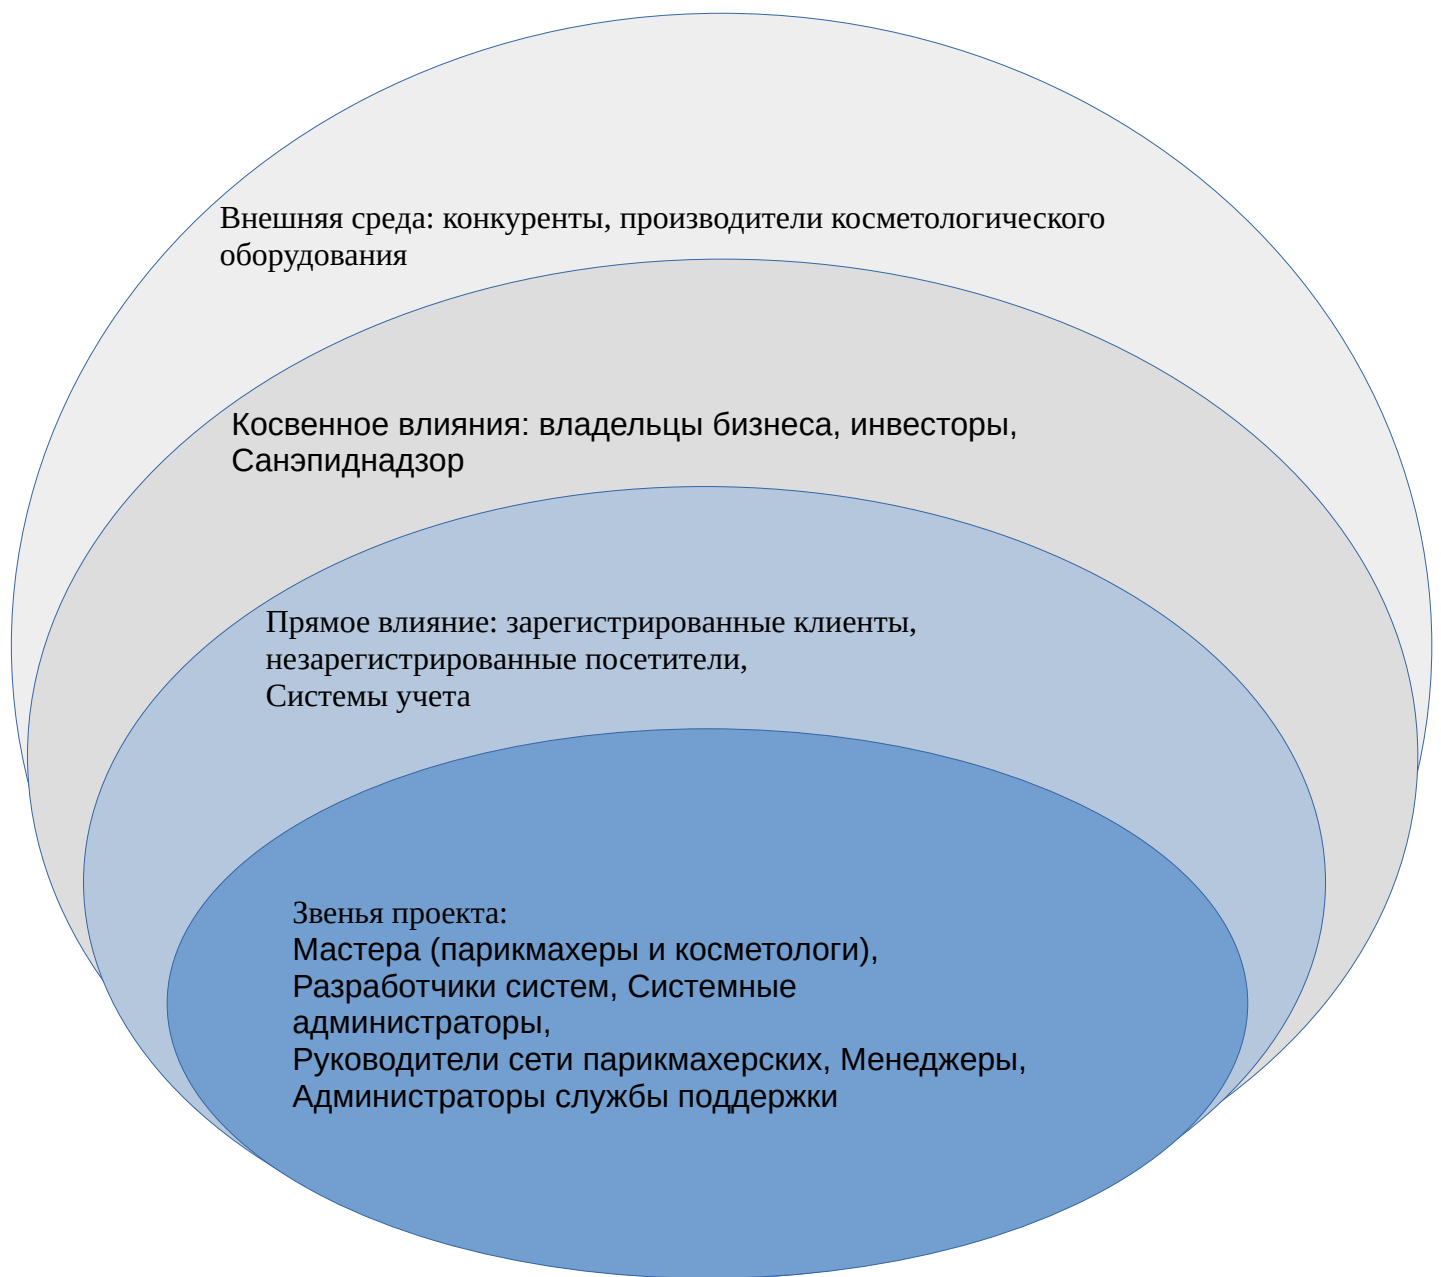 Внешняя среда: конкуренты, производители косметологического
оборудования
Косвенное влияния: владельцы бизнеса, инвесторы,
Санэпиднадзор
Прямое влияние: зарегистрированные клиенты,
незарегистрированные посетители,
Системы учета
Звенья проекта:
Мастера (парикмахеры и косметологи),
Разработчики систем, Системные
администраторы,
Руководители сети парикмахерских, Менеджеры,
Администраторы службы поддержки